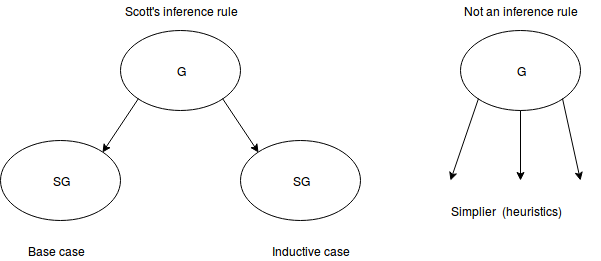 Scott's inference rule
Not an inference rule
G
G
SG
SG
Simplier (heuristics)
Base case
Inductive case